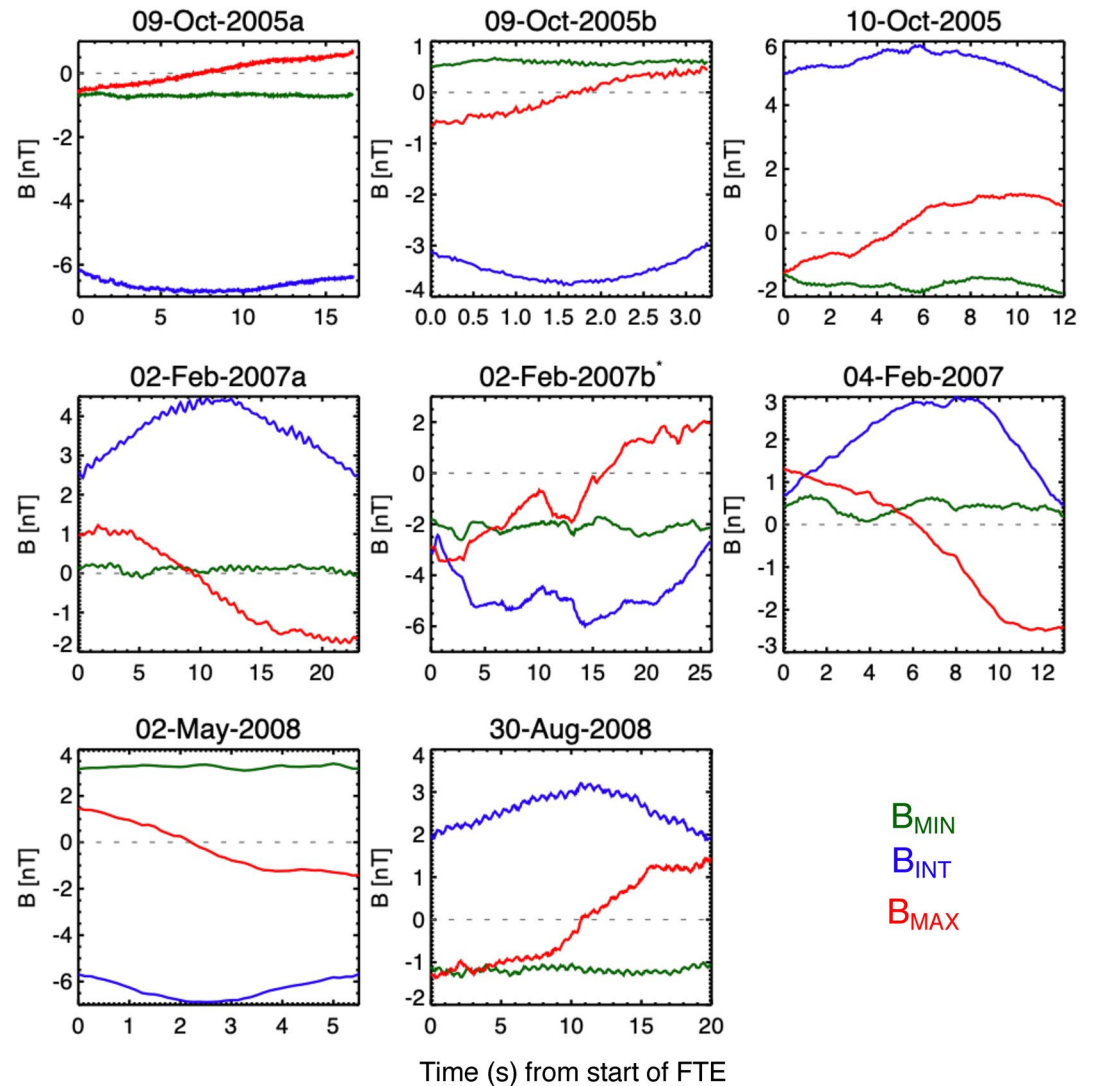 09-Oct-2005a 09-Oct-2005b 10-Oct-2005
B [nT] 0 -2 -4 -6
0 5 10 15
B [nT] 1 0 -1 -2 -3 -4
0.0 0.5 1.0 1.5 2.0 2.5 3.0
B [nT] 6 4 2 0 -2
0 2 4 6 8 10 12
02-Feb-2007a 02-Feb-2007b* 04-Feb-2007
B [nT] 4 3 2 1 0 -1 -2
0 5 10 15 20
B [nT] 2 0 -2 -4 -6
0 5 10 15 20 25
B [nT] 3 2 1 0 -1 -2 -3
0 2 4 6 8 10 12
02-May-2008 30-Aug-2008
B [nT] 4 2 0 -2 -4 -6
0 1 2 3 4 5
B [nT] 4 3 2 1 0 -1 -2
0 5 10 15 20
BMIN
BINT
BMAX
Time (s) from start of FTE